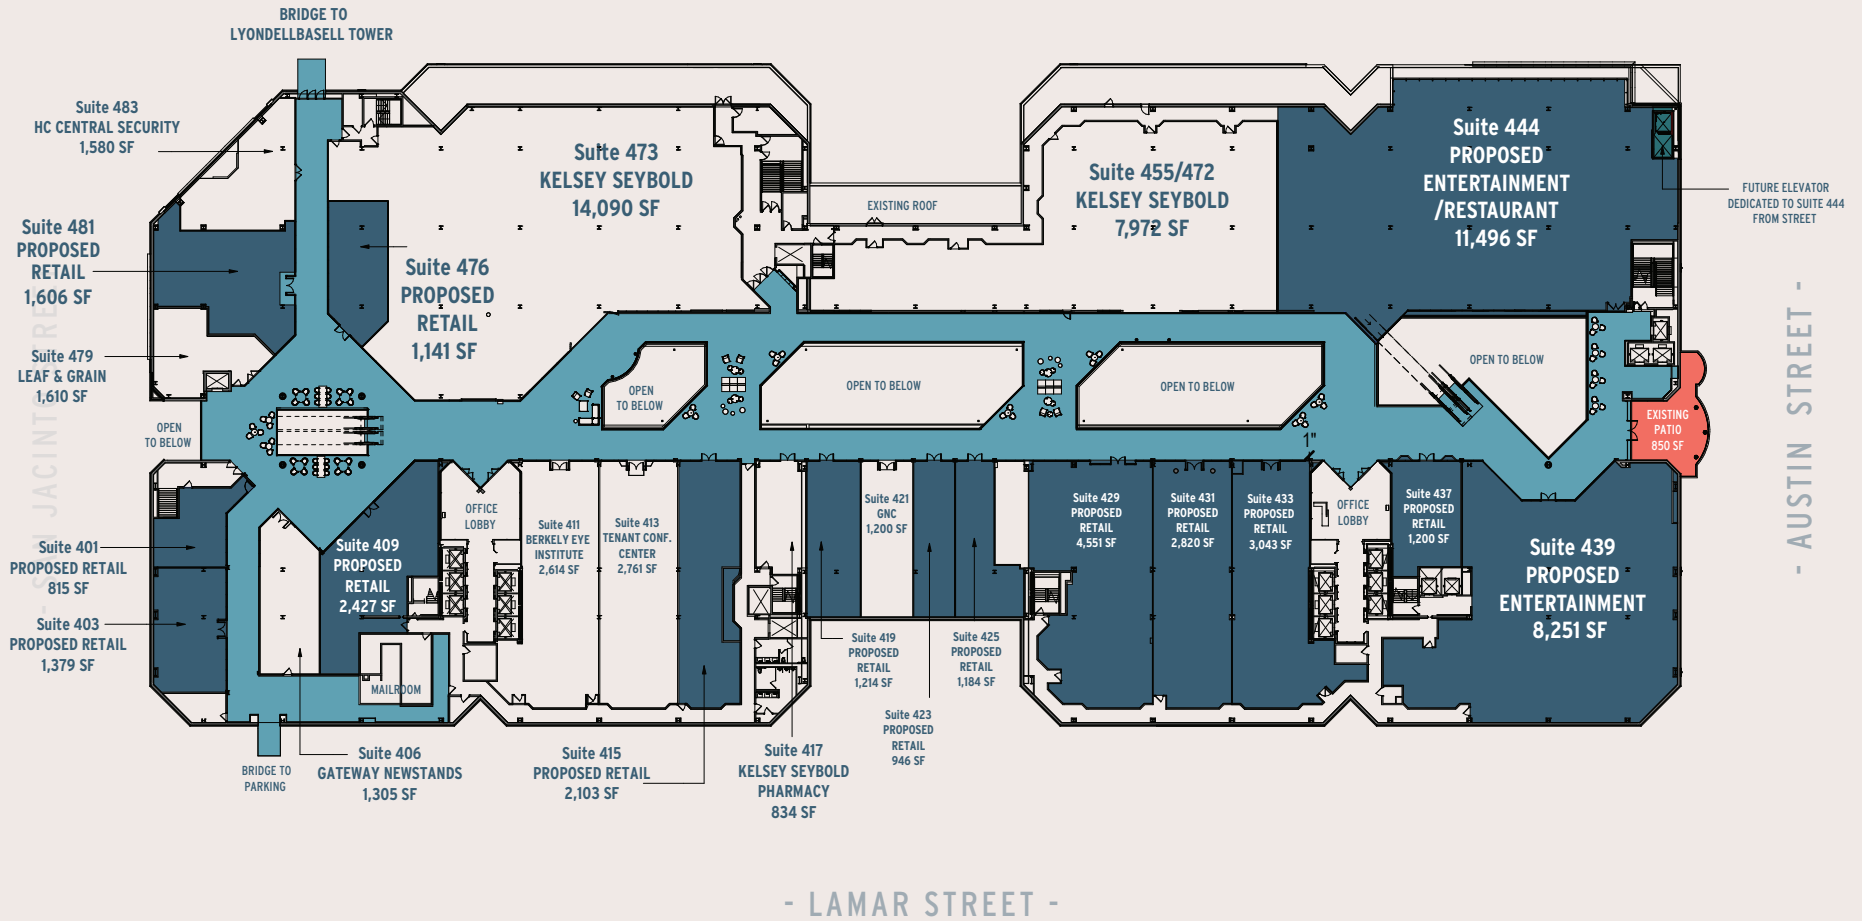 BRIDGE TO
LYONDELLBASELL TOWER
Suite 483
HC CENTRAL SECURITY
1,580 SF
Suite 481
PROPOSED
RETAIL
1,606 SF
Suite 479
LEAF & GRAIN
1,610 SF
OPEN
TO BELOW
Suite 476
PROPOSED
RETAIL
1,141 SF
Suite 473
KELSEY SEYBOLD
14,090 SF
EXISTING ROOF
Suite 455/472
KELSEY SEYBOLD
7,972 SF
Suite 444
PROPOSED
ENTERTAINMENT
/RESTAURANT
11,496 SF
FUTURE ELEVATOR
DEDICATED TO SUITE 444
FROM STREET
OPEN
TO BELOW
OPEN TO BELOW
OPEN TO BELOW
OPEN TO BELOW
EXISTING
PATIO
850 SF
1"
- SAN JACINTO STREET
- AUSTIN STREET -
Suite 401
PROPOSED RETAIL
815 SF
Suite 403
PROPOSED RETAIL
1,379 SF
Suite 409
PROPOSED
RETAIL
2,427 SF
MAILROOM
OFFICE
LOBBY
Suite 411
BERKELY EYE
INSTITUTE
2,614 SF
Suite 413
TENANT CONF.
CENTER
2,761 SF
Suite 421
GNC
1,200 SF
Suite 429
PROPOSED
RETAIL
4,551 SF
Suite 431
PROPOSED
RETAIL
2,820 SF
Suite 433
PROPOSED
RETAIL
3,043 SF
OFFICE
LOBBY
Suite 437
PROPOSED
RETAIL
1,200 SF
Suite 439
PROPOSED
ENTERTAINMENT
8,251 SF
Suite 419
PROPOSED
RETAIL
1,214 SF
Suite 425
PROPOSED
RETAIL
1,184 SF
Suite 423
PROPOSED
RETAIL
946 SF
BRIDGE TO
PARKING
Suite 406
GATEWAY NEWSTANDS
1,305 SF
Suite 415
PROPOSED RETAIL
2,103 SF
Suite 417
KELSEY SEYBOLD
PHARMACY
834 SF
- LAMAR STREET -